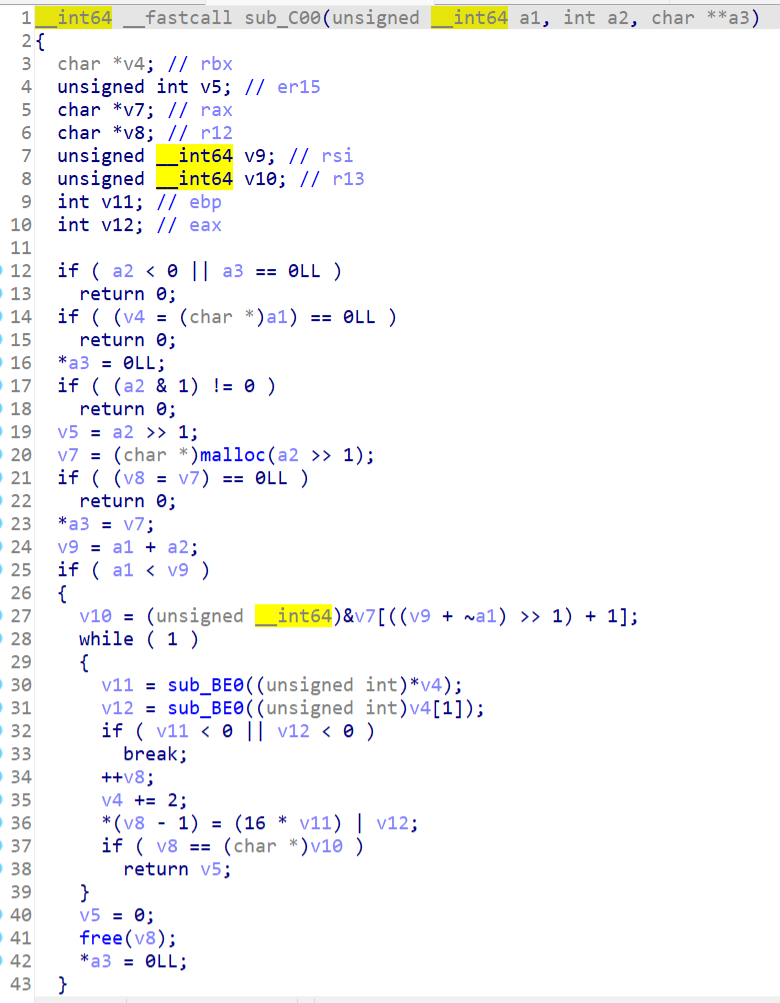 1 __int64 __fastcall sub_C00(unsigned __int64 a1, int a2, char **a3)
2 {
3 char *v4; // rbx
4 unsigned int v5; // er15
5 char *v7; // rax
6 char *v8; // r12
7 unsigned __int64 v9; // rsi
8 unsigned __int64 v10; // r13
9 int v11; // ebp
10 int v12; // eax
11
12 if ( a2 < 0 || a3 == 0LL )
13 return 0;
14 if ( (v4 = (char *)a1) == 0LL )
15 return 0;
16 *a3 = 0LL;
17 if ( (a2 & 1) != 0 )
18 return 0;
19 v5 = a2 >> 1;
20 v7 = (char *)malloc(a2 >> 1);
21 if ( (v8 = v7) == 0LL )
22 return 0;
23 *a3 = v7;
24 v9 = a1 + a2;
25 if ( a1 < v9 )
26 {
27 v10 = (unsigned __int64)&v7[((v9 + ~a1) >> 1) + 1];
28 while ( 1 )
29 {
30 v11 = sub_BE0((unsigned int)*v4);
31 v12 = sub_BE0((unsigned int)v4[1]);
32 if ( v11 < 0 || v12 < 0 )
33 break;
34 ++v8;
35 v4 += 2;
36 *(v8 - 1) = (16 * v11) | v12;
37 if ( v8 == (char *)v10 )
38 return v5;
39 }
40 v5 = 0;
41 free(v8);
42 *a3 = 0LL;
43 }